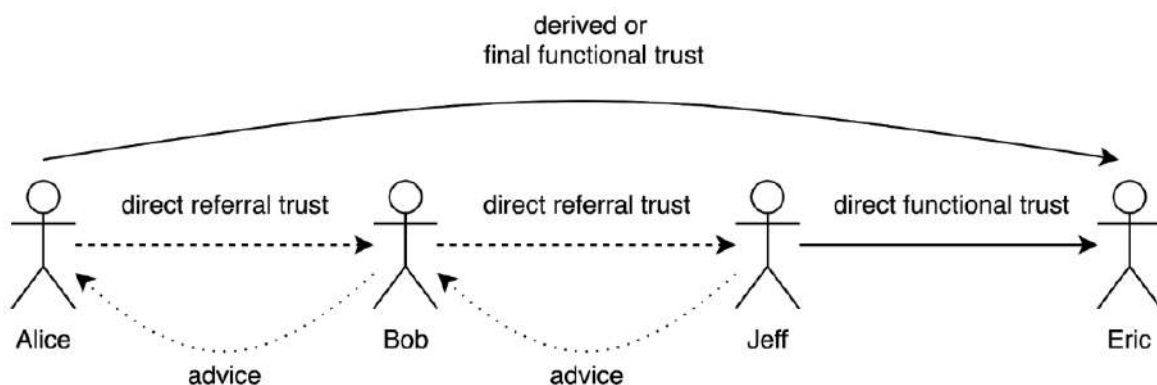 derived or
final functional trust
direct referral trust
direct referral trust
direct functional trust
Alice
Bob
Jeff
Eric
advice
advice